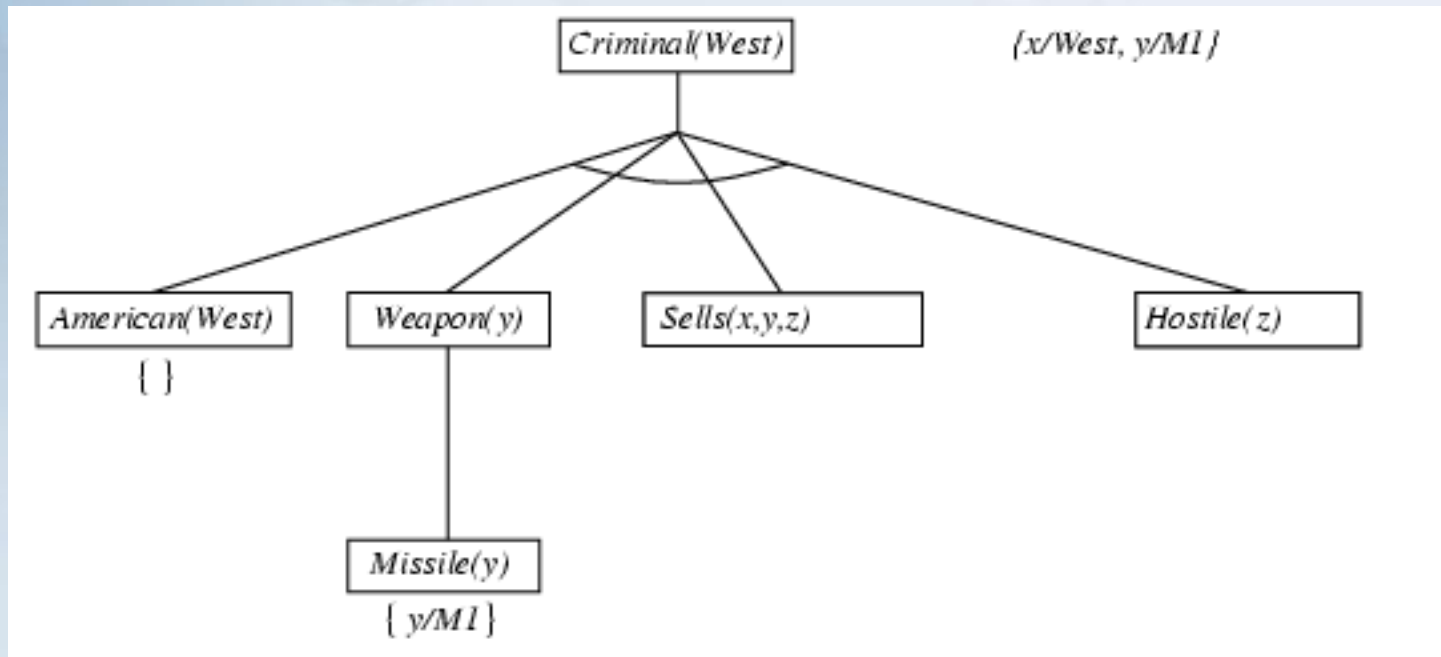 Criminal(West)
{x/West, y/M1}
American(West)
Weapon(y)
Sells(x,y,z)
Hostile(z)
{ }
Missile(y)
{ y/M1 }